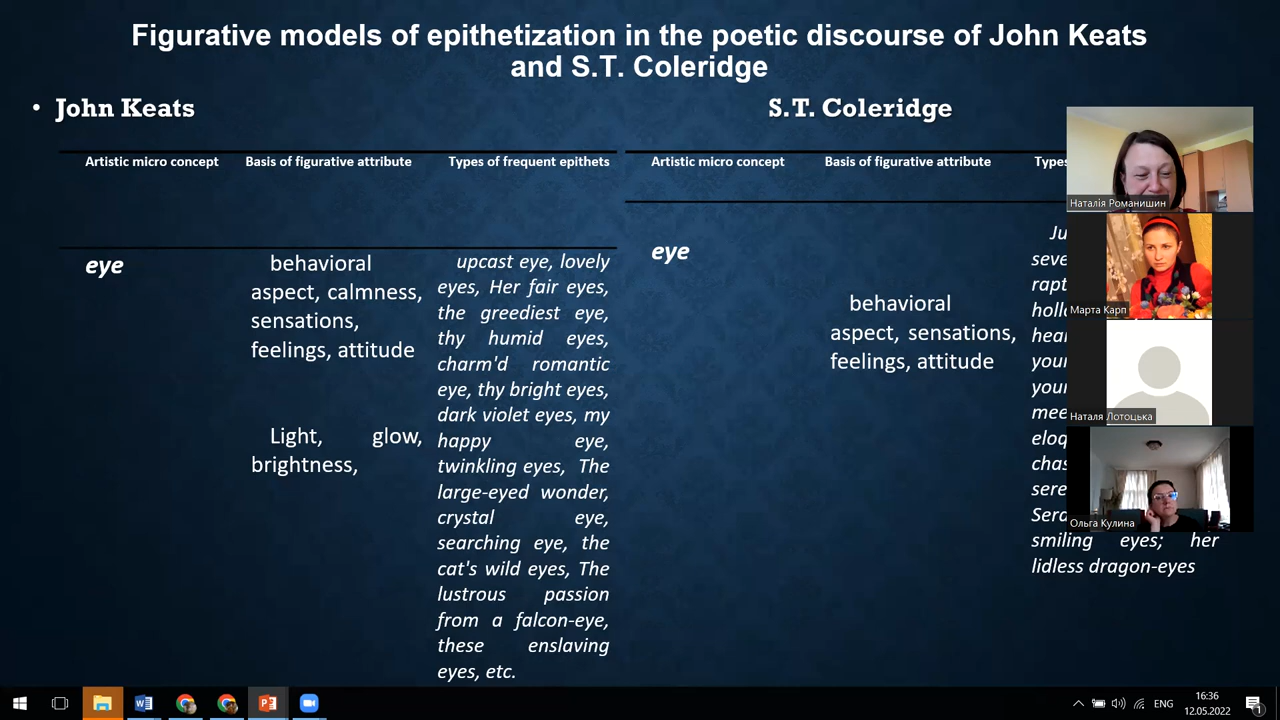 Figurative models of epithetization in the poetic discourse of John Keats
and S.T. Coleridge
• John Keats
Artistic micro concept Basis of figurative attribute Types of frequent epithets
eye
behavioral
aspect, calmness,
sensations,
feelings, attitude
Light, glow,
brightness,
upcast eye, lovely
eyes, Her fair eyes,
the greediest eye,
thy humid eyes,
charm'd romantic
eye, thy bright eyes,
dark violet eyes, my
happy eye,
twinkling eyes, The
large-eyed wonder,
crystal eye,
searching eye, the
cat's wild eyes, The
lustrous passion
from a falcon-eye,
these enslaving
eyes, etc.
S.T. Coleridge
Artistic micro concept Basis of figurative attribute Types
eye
behavioral
aspect, sensations,
feelings, attitude
smiling eyes; her
lidless dragon-eyes
Наталія Романишин
Марта Карп
Наталя Лотоцька
Ольга Кулина
ENG
16:36
12.05.2022
1